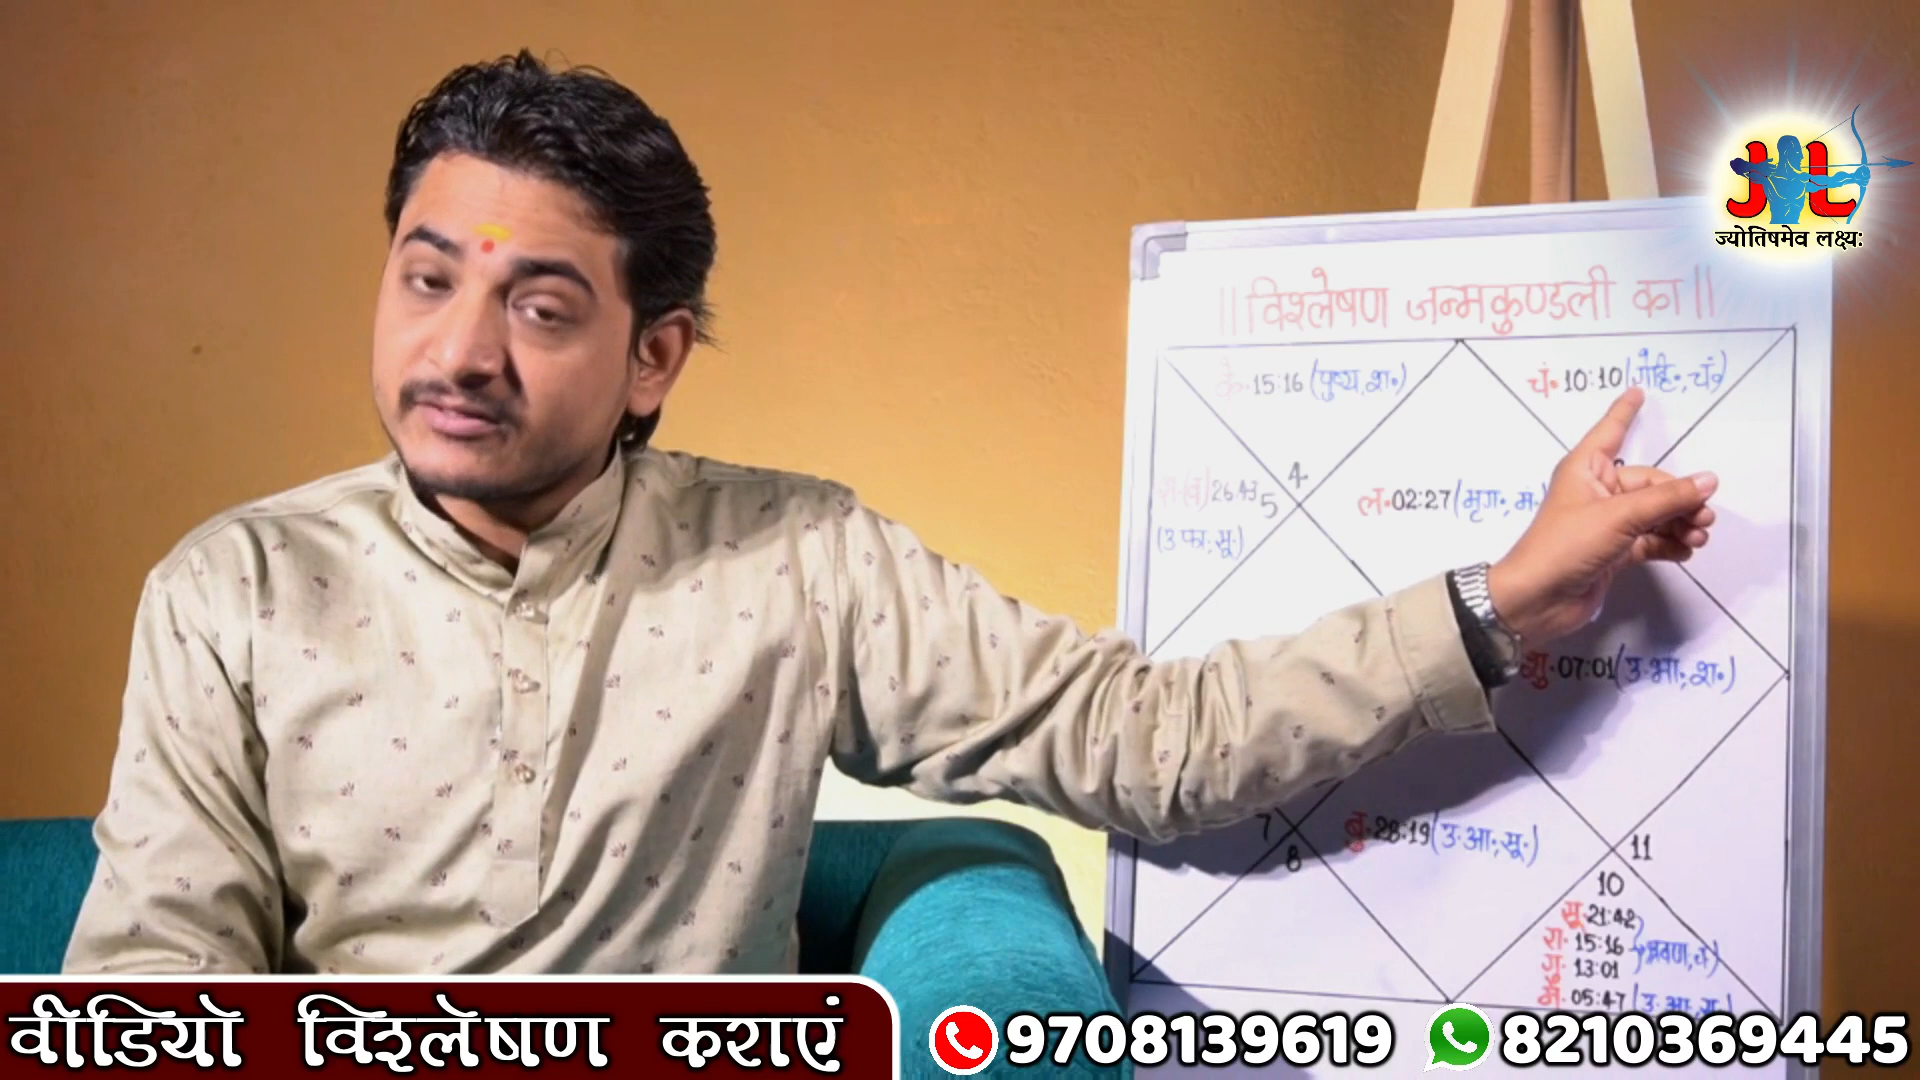 JL
ज्योतिषमेव लक्ष्य:
||विश्लेषण जन्मकुण्डली का||
के॰15:16 (पुष्य,श॰)
चं॰10:10(रोहि॰,चं॰)
4
5
26:43
(उ फा॰,सू॰)
ल॰02:27(मृग॰,मं॰
शु॰07:01(उ॰भा॰,श॰)
7
8
बु॰28:19(उ॰आ॰,सू॰)
11
10
सू॰21:42
रा॰15:16
श्रवण,चं)
गु॰13:01
मं॰05:47(उ॰आ॰,सू॰)
वीडियो विश्लेषण कराएं
9708139619
8210369445